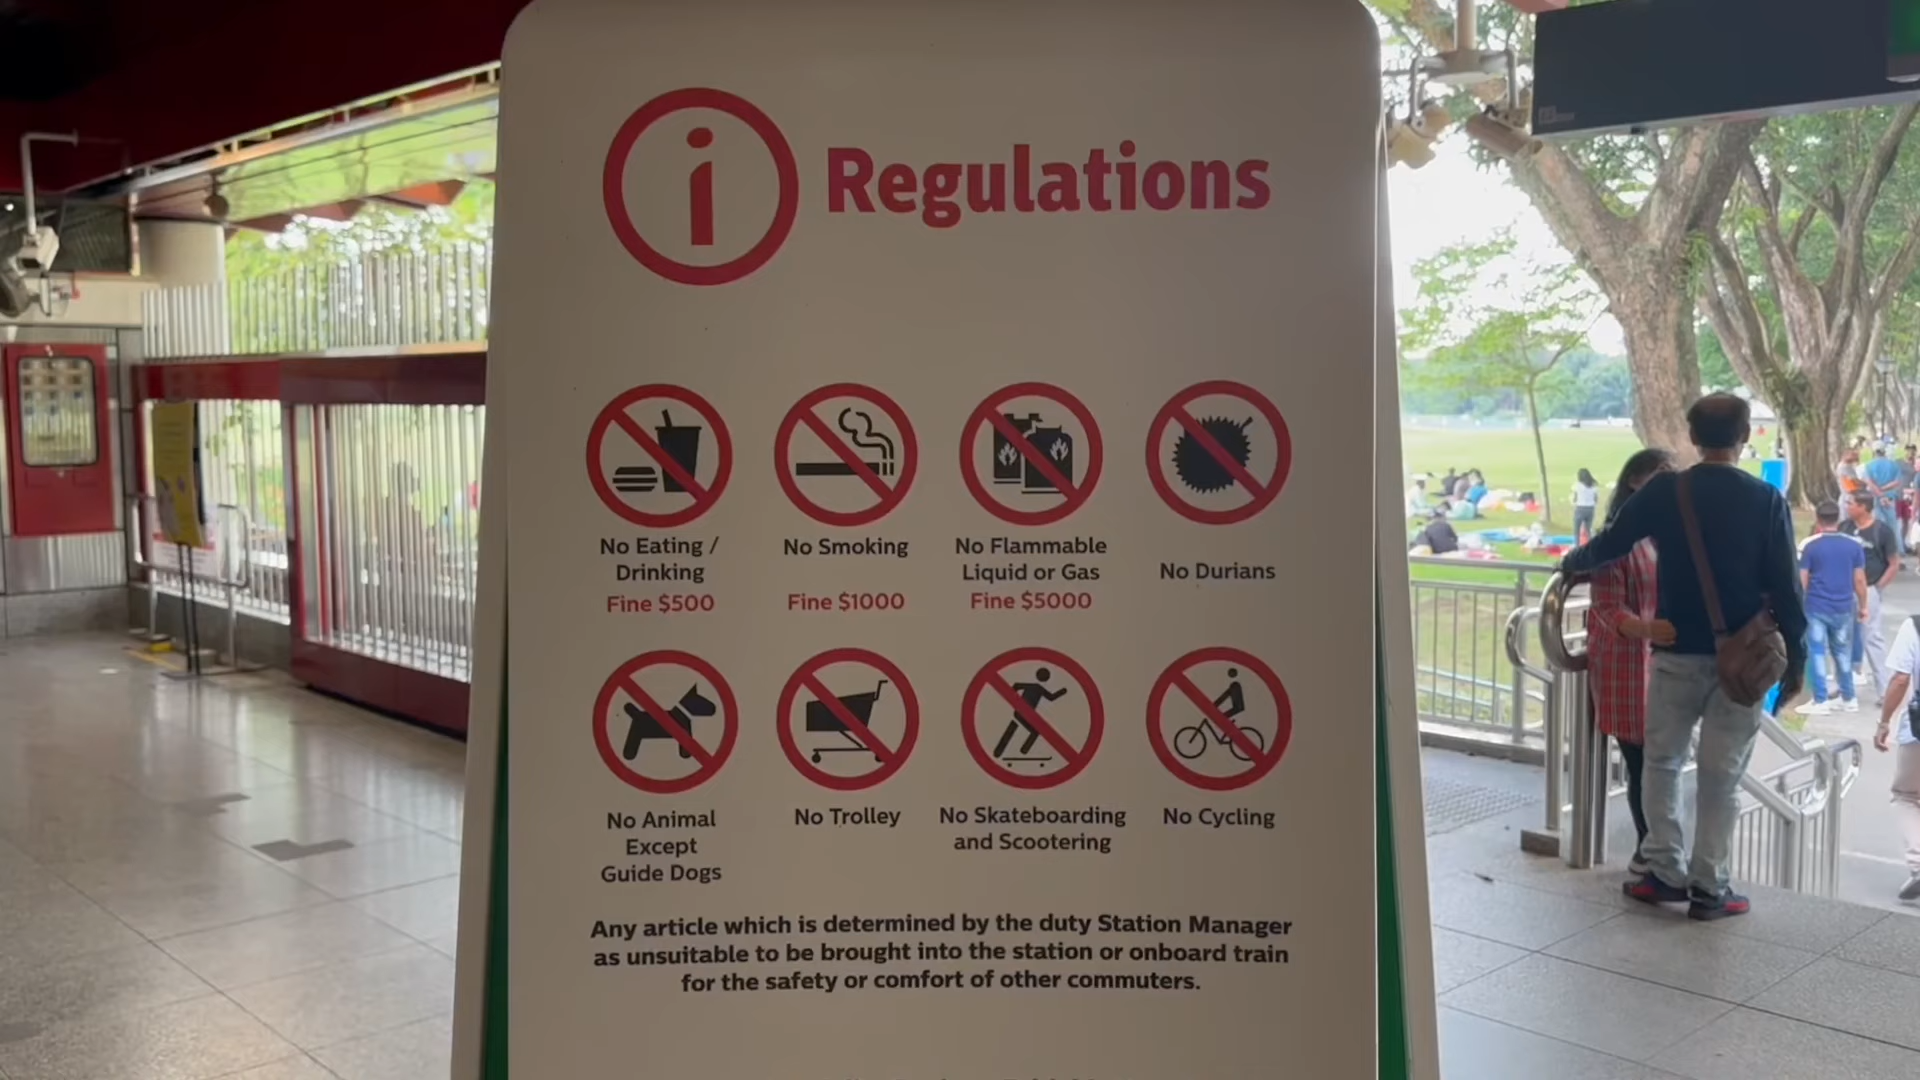 i Regulations
No Eating /
Drinking
Fine $500
No Smoking
Fine $1000
No Flammable
Liquid or Gas
Fine $5000
No Durians
No Animal
Except
Guide Dogs
No Trolley
No Skateboarding
and Scootering
No Cycling
Any article which is determined by the duty Station Manager
as unsuitable to be brought into the station or onboard train
for the safety or comfort of other commuters.